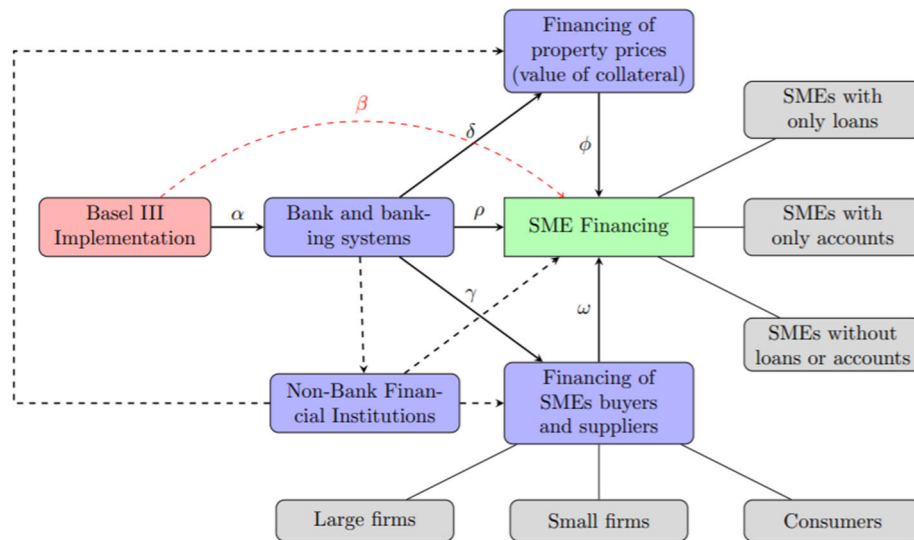 Financing of
property prices
(value of collateral)
SMEs with
only loans
β
δ
ϕ
Basel III
Implementation
α
Bank and bank-
ing systems
ρ
SME Financing
SMEs with
only accounts
γ
ω
SMEs without
loans or accounts
Non-Bank Finan-
cial Institutions
Financing of
SMEs buyers
and suppliers
Large firms
Small firms
Consumers